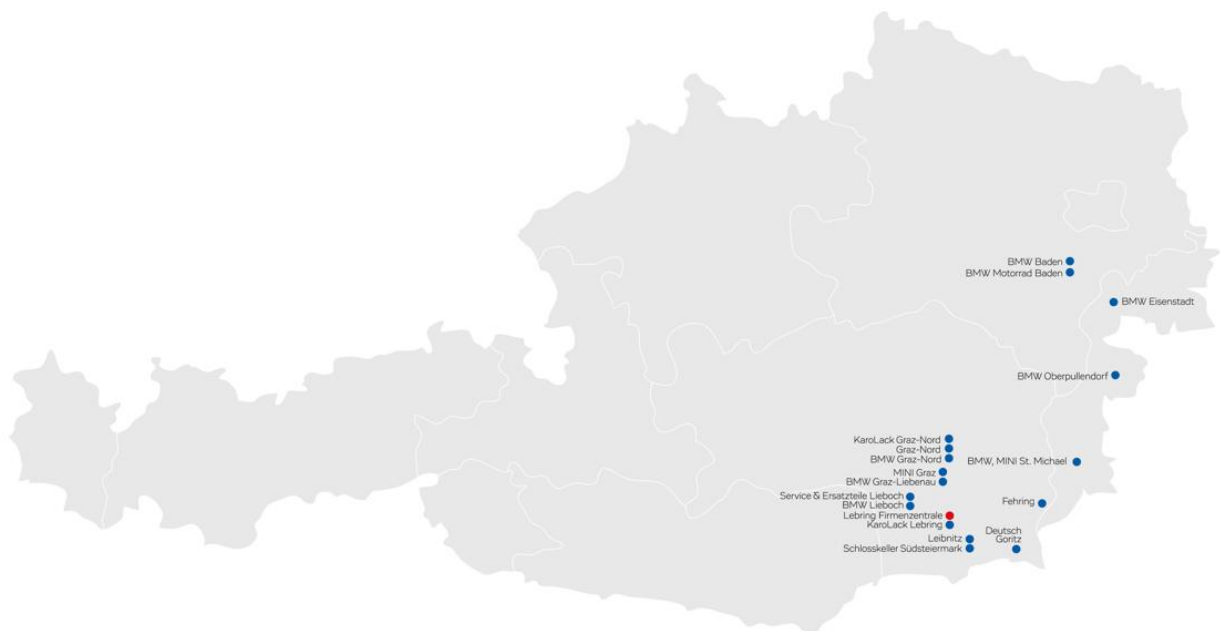 BMW Baden
BMW Motorrad Baden
BMW Eisenstadt
BMW Oberpullendorf
KaroLack Graz-Nord
Graz-Nord
BMW Graz-Nord
BMW, MINI St. Michael
MINI Graz
BMW Graz-Liebenau
Service & Ersatzteile Lieboch
BMW Lieboch
Fehring
Lebring Firmenzentrale
KaroLack Lebring
Deutsch
Goritz
Leibnitz
Schlosskeller Südsteiermark